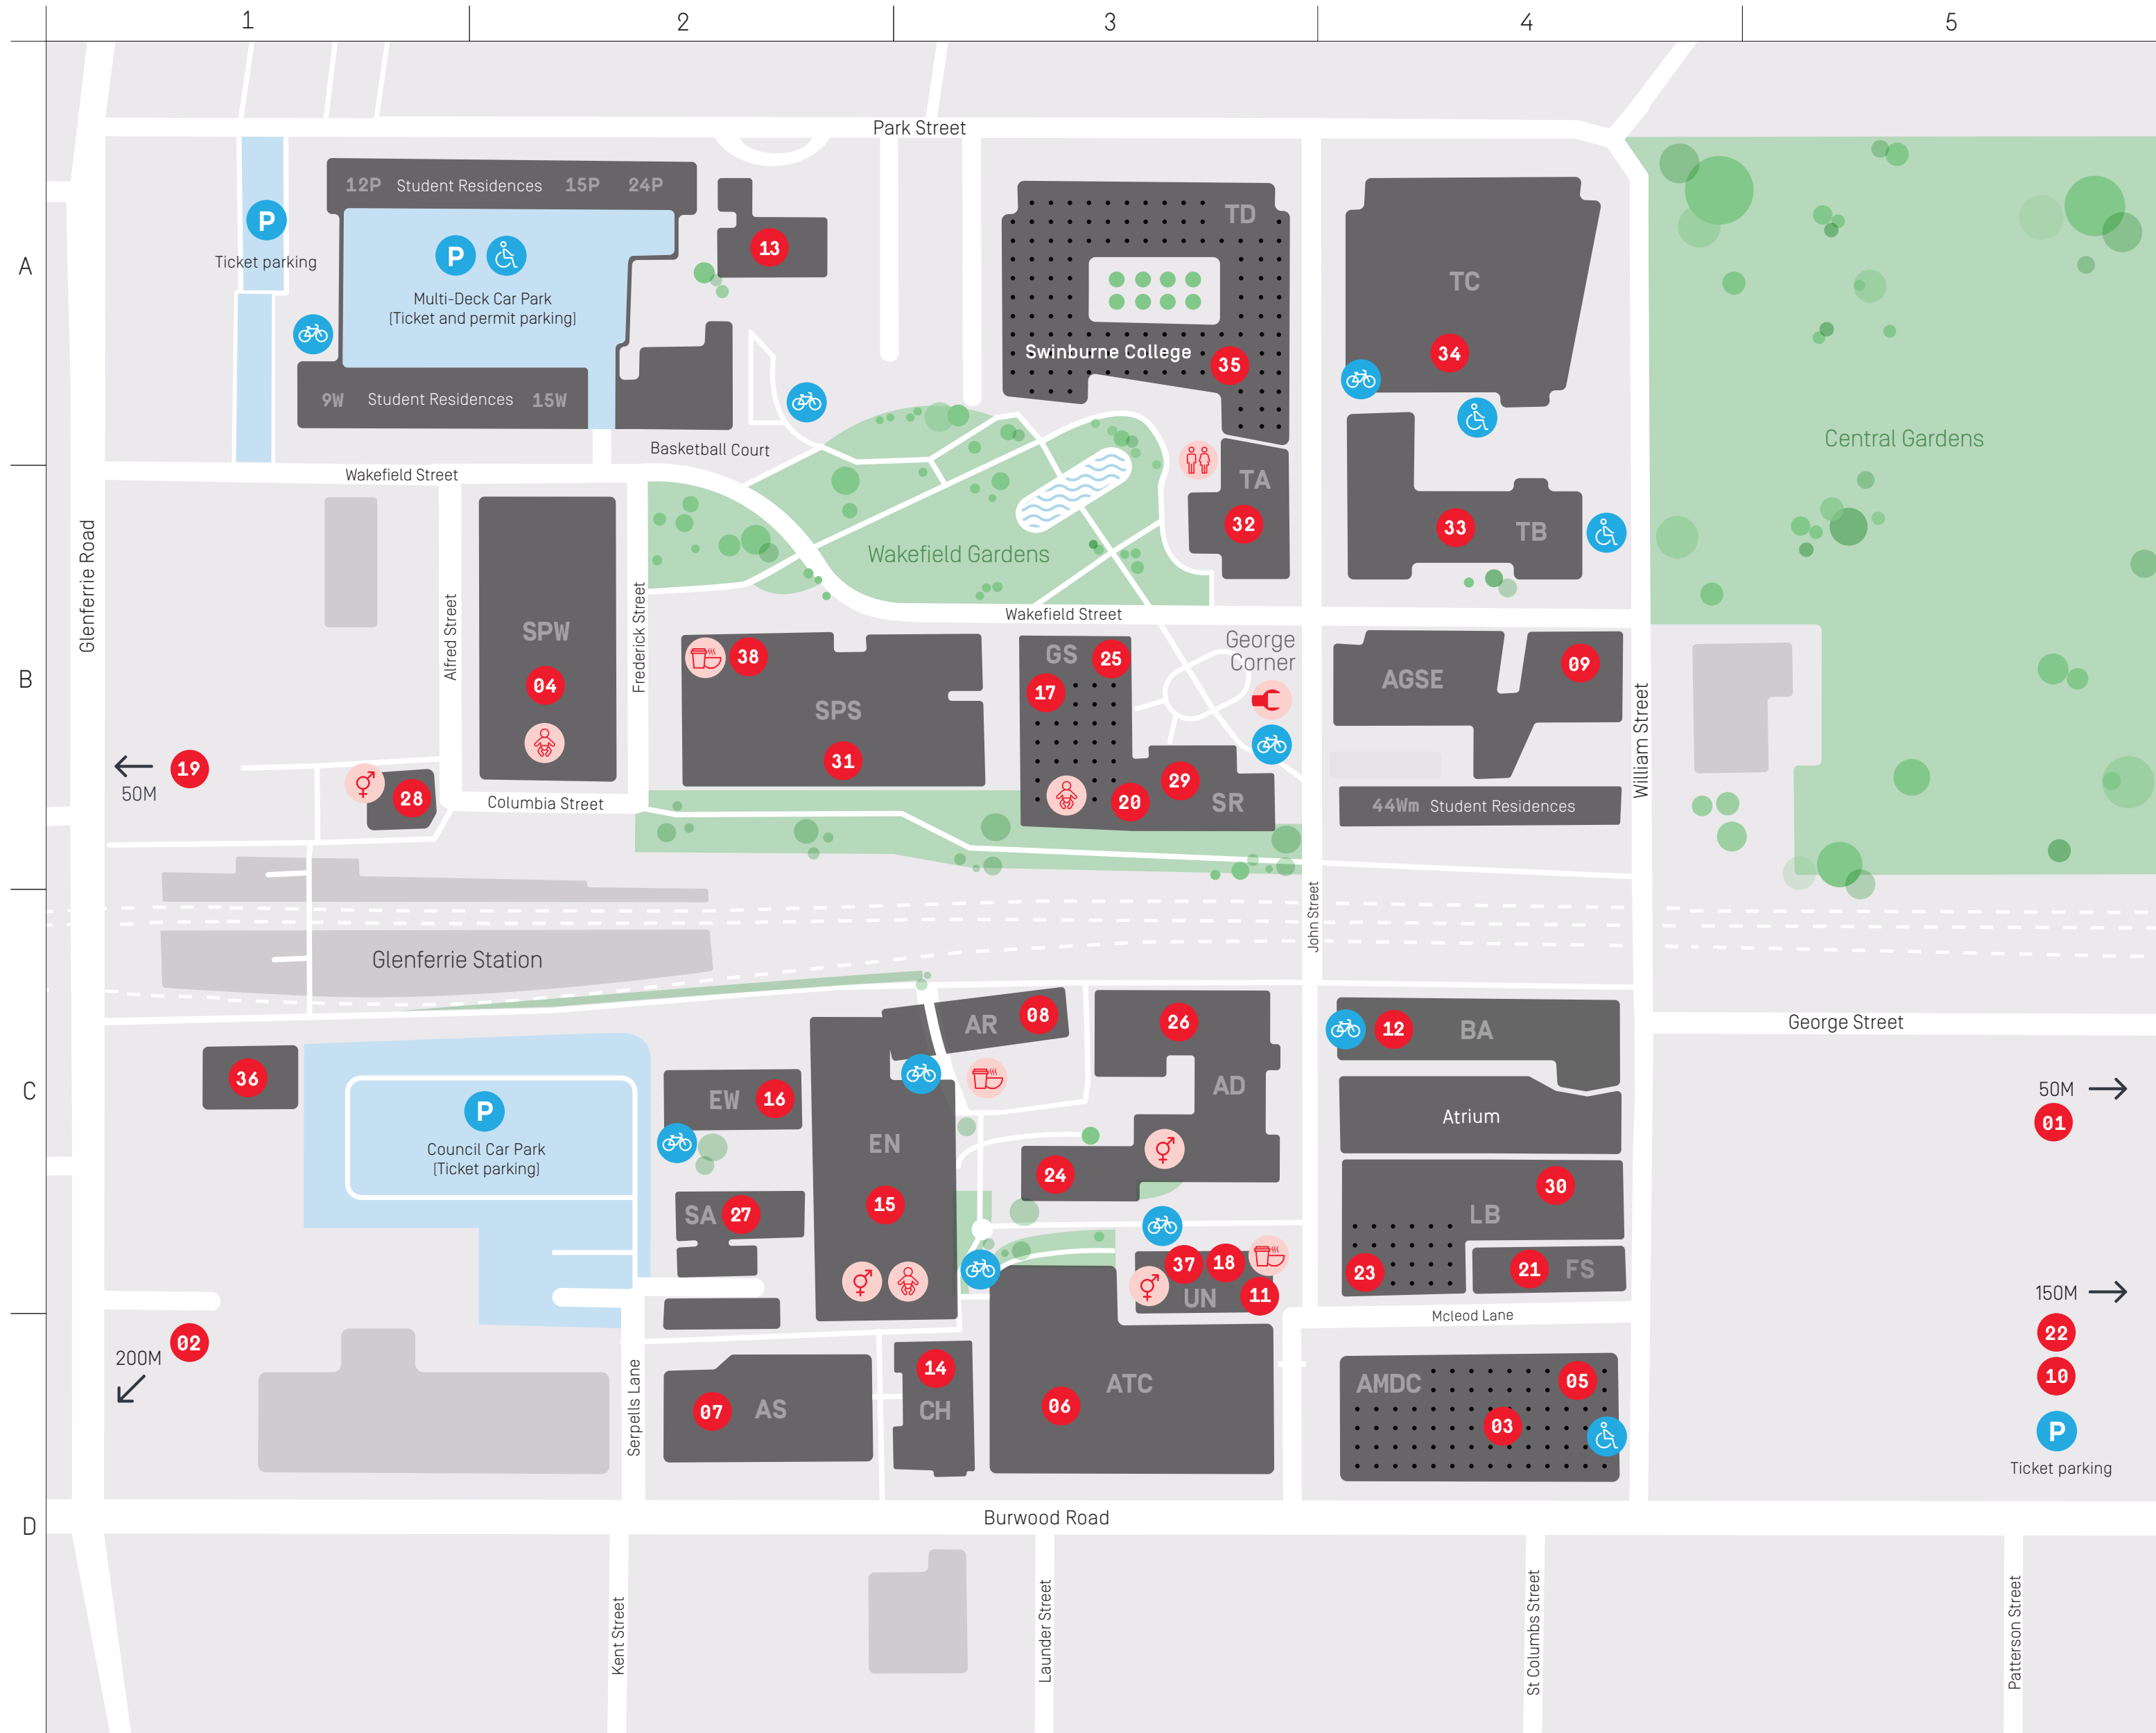 1
2
3
4
5
A
B
C
D
Park Street
12P Student Residences 15P 24P
P
Ticket parking
P
Multi-Deck Car Park
(Ticket and permit parking)
13
9W Student Residences 15W
Basketball Court
TD
Swinburne College
35
TC
34
Central Gardens
Wakefield Street
TA
32
33
TB
Wakefield Gardens
Glenferrie Road
Alfred Street
Frederick Street
SPW
04
Wakefield Street
38
SPS
31
GS
25
17
George
Corner
29
20
SR
AGSE
09
44Wm Student Residences
William Street
19
50M
28
Columbia Street
John Street
Glenferrie Station
36
P
Council Car Park
(Ticket parking)
AR
08
26
AD
EW
16
EN
15
24
SA
27
12
BA
Atrium
30
LB
23
21
FS
George Street
50M
01
37
18
UN
11
Mcleod Lane
150M
22
10
P
Ticket parking
02
200M
Serpells Lane
07
AS
14
CH
06
ATC
AMDC
05
03
Burwood Road
Kent Street
Launder Street
St Columbs Street
Patterson Street